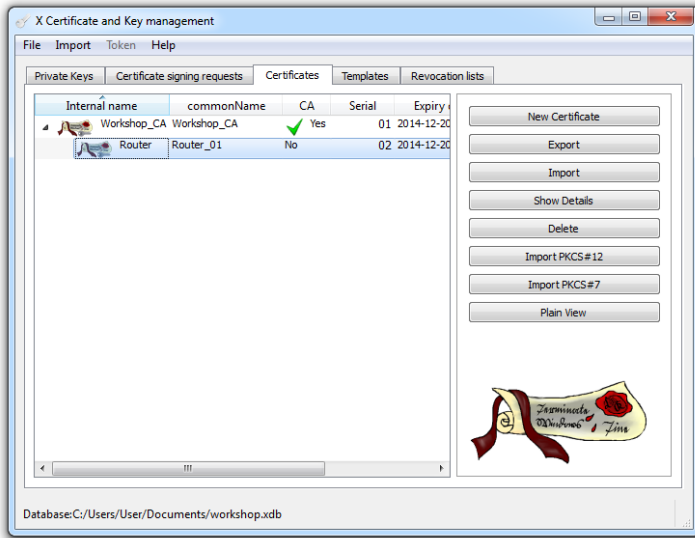 X Certificate and Key management
File Import Token Help
Private Keys Certificate signing requests Certificates Templates Revocation lists
Internal name commonName CA Serial Expiry
Workshop_CA Workshop_CA Yes 01 2014-12-20
Router Router_01 No 02 2014-12-20
New Certificate
Export
Import
Show Details
Delete
Import PKCS#12
Import PKCS#7
Plain View
Database:C:/Users/User/Documents/workshop.xdb